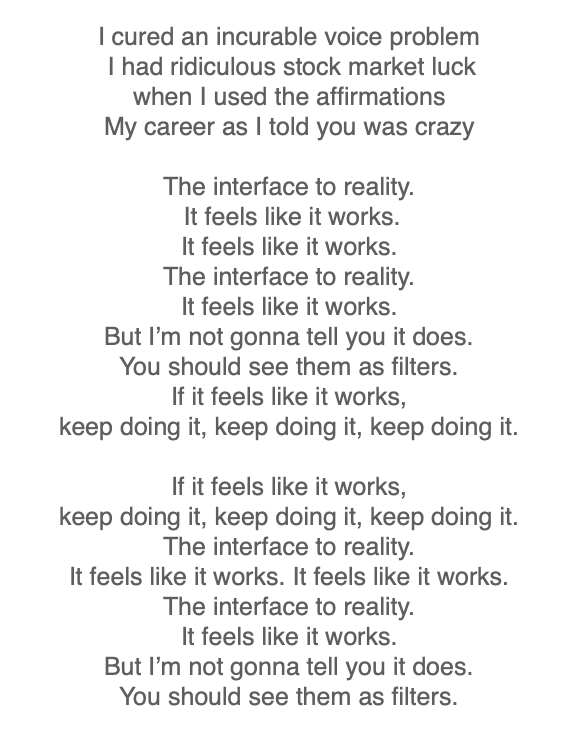 I cured an incurable voice problem
I had ridiculous stock market luck
when I used the affirmations
My career as I told you was crazy
The interface to reality.
It feels like it works.
It feels like it works.
The interface to reality.
It feels like it works.
But I’m not gonna tell you it does.
You should see them as filters.
If it feels like it works,
keep doing it, keep doing it, keep doing it.
If it feels like it works,
keep doing it, keep doing it, keep doing it.
The interface to reality.
It feels like it works. It feels like it works.
The interface to reality.
It feels like it works.
But I’m not gonna tell you it does.
You should see them as filters.